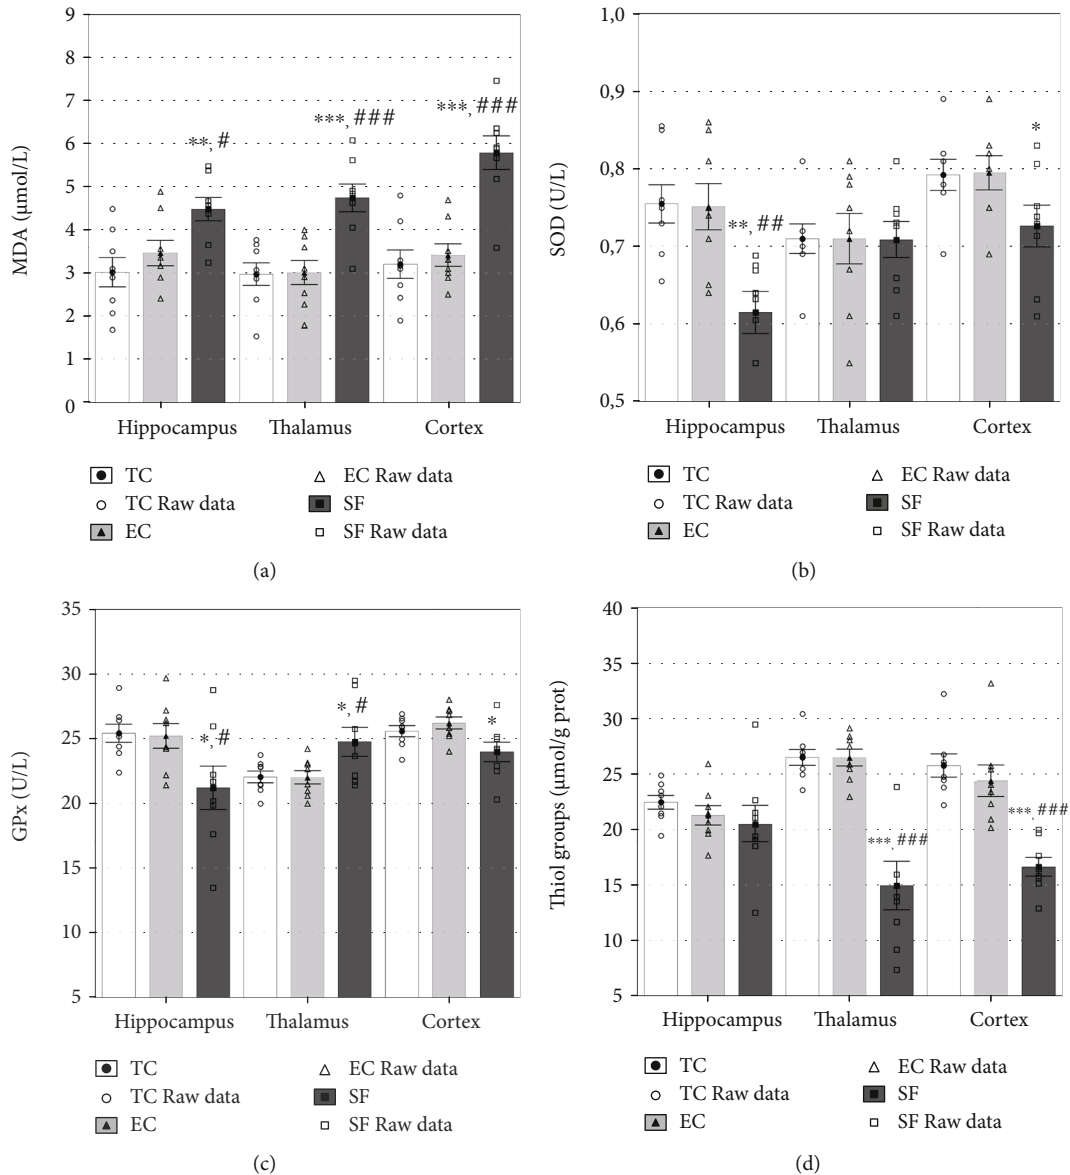 9
8
7
6
5
4
3
2
1
0
MDA (µmol/L)
**, #
***, ###
***, ###
Hippocampus Thalamus Cortex
TC
TC Raw data
EC
EC Raw data
SF
SF Raw data
(a)
1,0
0,9
0,8
0,7
0,6
0,5
SOD (U/L)
**, ##
*
Hippocampus Thalamus Cortex
TC
TC Raw data
EC
EC Raw data
SF
SF Raw data
(b)
35
30
25
20
15
10
5
GPx (U/L)
*, #
*, #
*
Hippocampus Thalamus Cortex
TC
TC Raw data
EC
EC Raw data
SF
SF Raw data
(c)
40
35
30
25
20
15
10
5
Thiol groups (µmol/g prot)
***, ###
***, ###
Hippocampus Thalamus Cortex
TC
TC Raw data
EC
EC Raw data
SF
SF Raw data
(d)